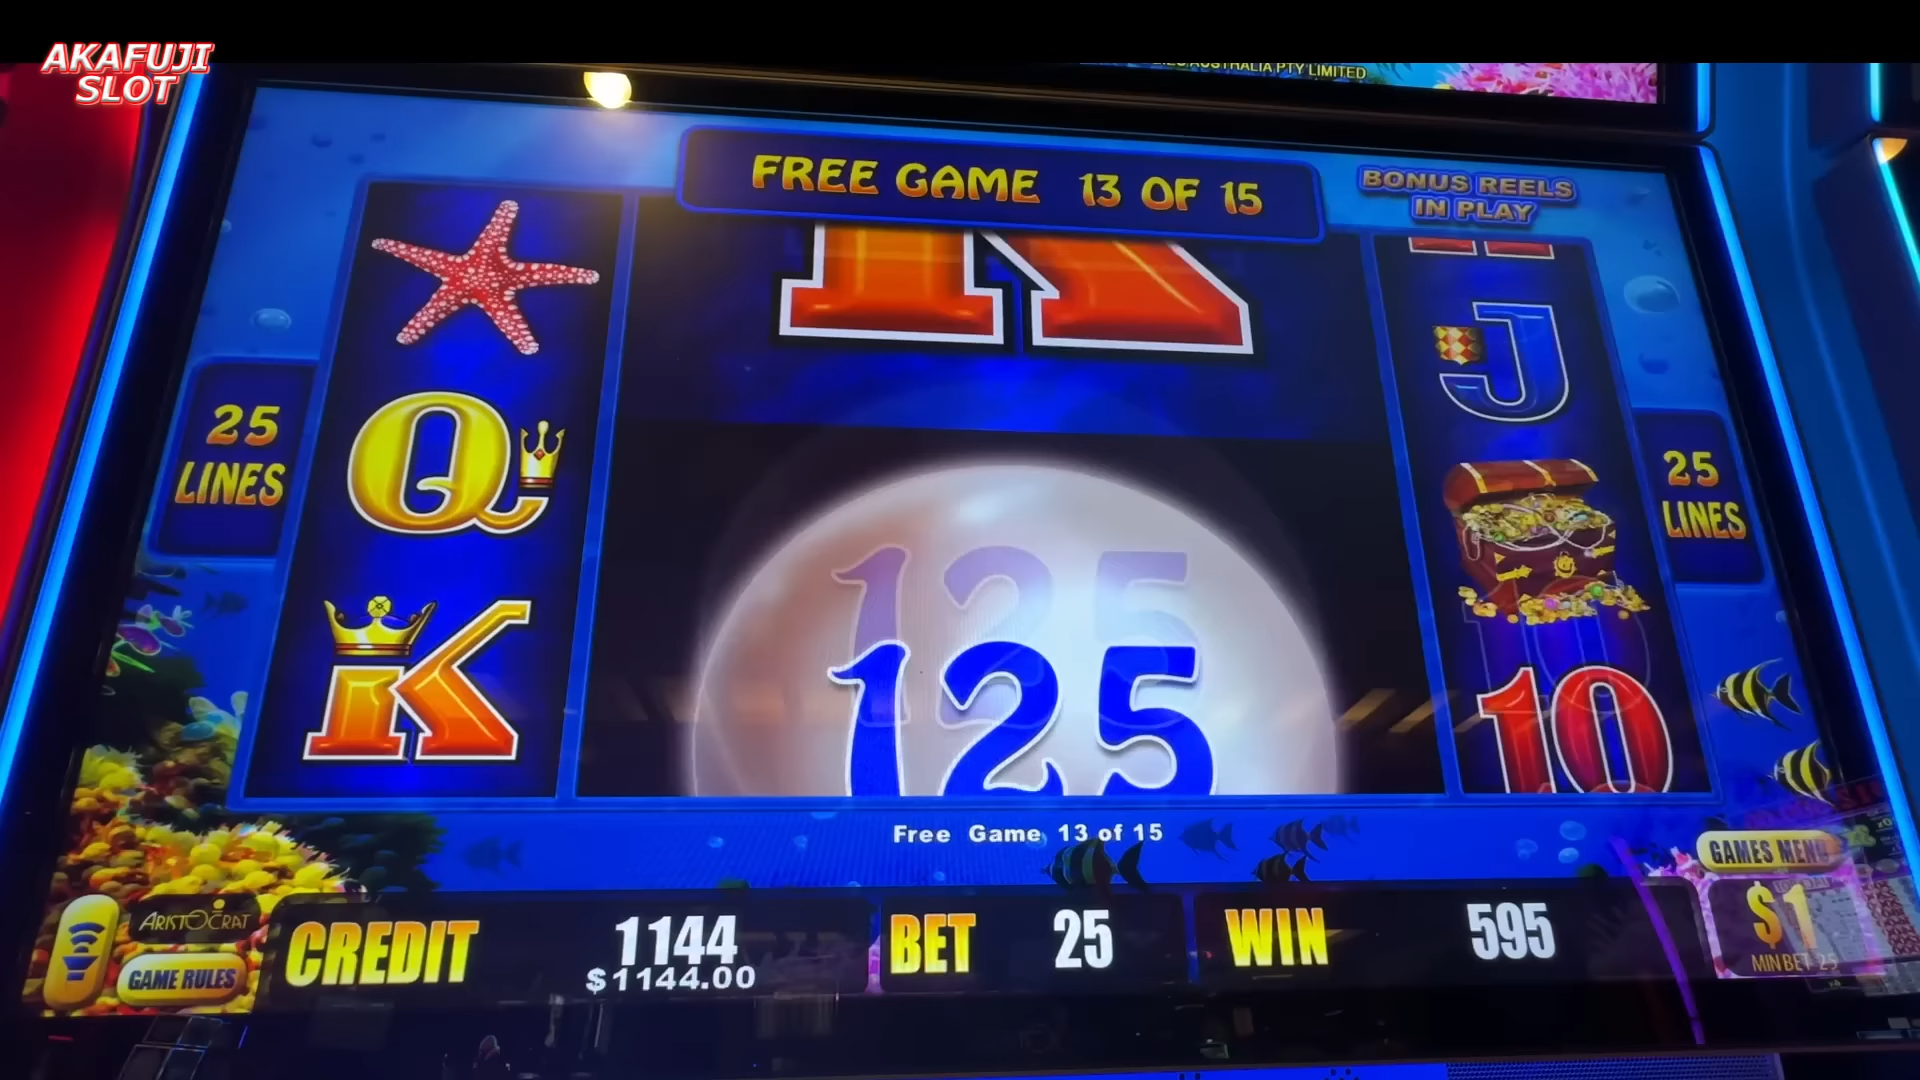 AKAFUJI
SLOT
AUSTRALIA PTY LIMITED
FREE GAME 13 OF 15
BONUS REELS
IN PLAY
K
J
Q
25
LINES
25
LINES
125
125
K
10
Free Game 13 of 15
GAMES MENU
ARISTOCRAT
GAME RULES
CREDIT 1144
$1144.00
BET 25
WIN 595
$1
MIN BET 25